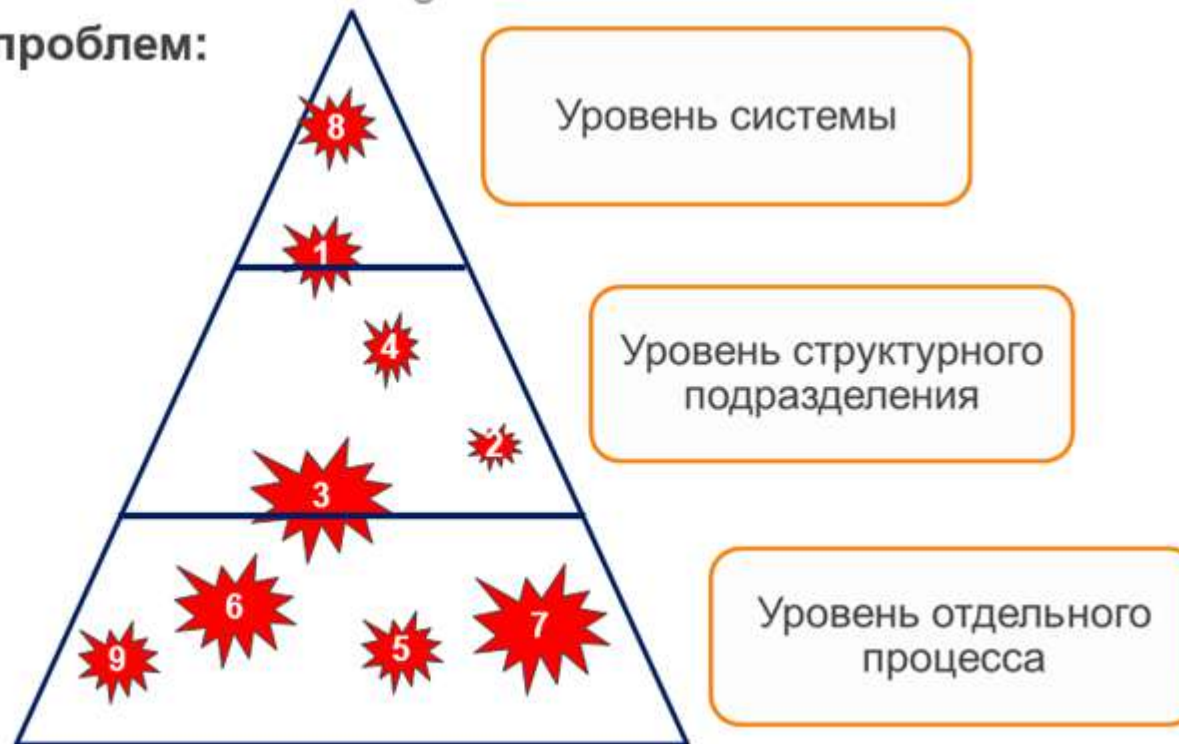 проблем:
8
Уровень системы
1
4
Уровень структурного
подразделения
2
3
6
7
5
9
Уровень отдельного
процесса